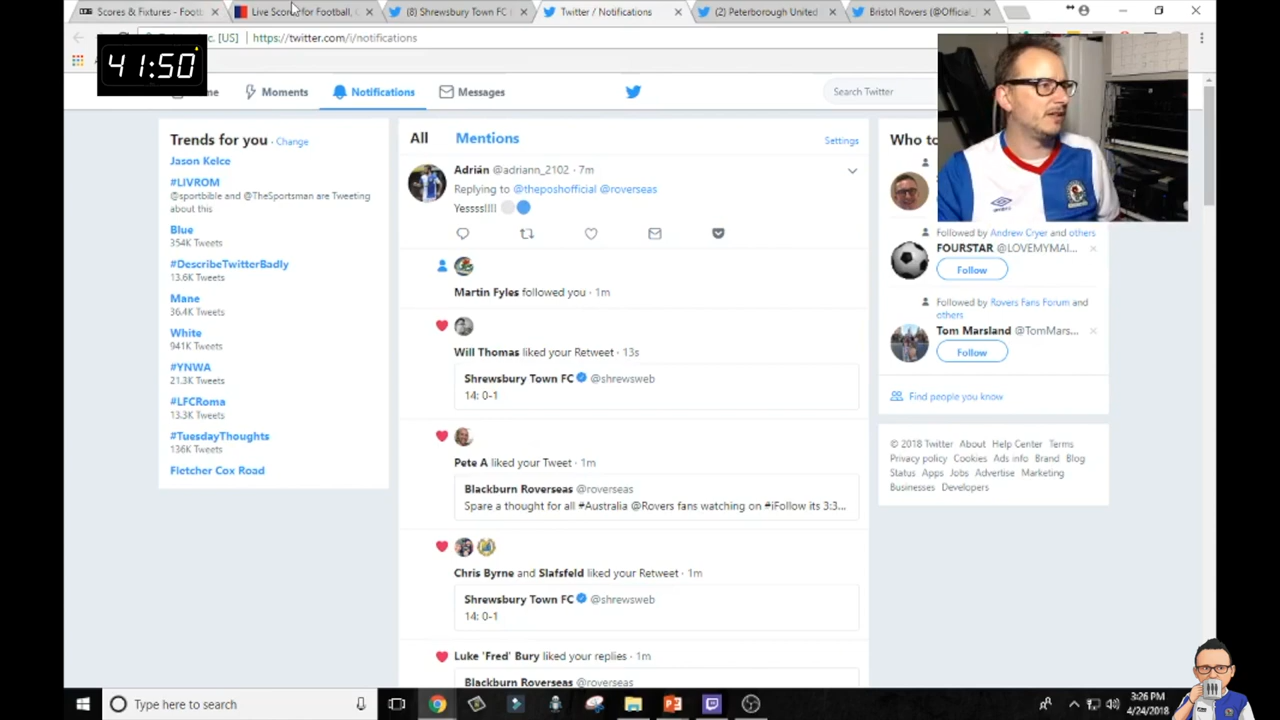 Scores & Fixtures - Footb
Live Scores for Football, C
(8) Shrewsbury Town FC
Twitter / Notifications
(2) Peterborough United
Bristol Rovers (@Official_
41:50
[US]
https://twitter.com/i/notifications
Moments
Notifications
Messages
Search Twitter
Trends for you · Change
Jason Kelce
#LIVROM
@sportbible and @TheSportsman are Tweeting
about this
Blue
354K Tweets
#DescribeTwitterBadly
13.6K Tweets
Mane
36.4K Tweets
White
941K Tweets
#YNWA
21.3K Tweets
#LFCRoma
13.3K Tweets
#TuesdayThoughts
136K Tweets
Fletcher Cox Road
All
Mentions
Settings
Adrián @adriann_2102 · 7m
Replying to @theposhofficial @roverseas
Yesssslll
Martin Fyles followed you · 1m
Will Thomas liked your Retweet · 13s
Shrewsbury Town FC @shrewsweb
14: 0-1
Pete A liked your Tweet · 1m
Blackburn Roverseas @roverseas
Spare a thought for all #Australia @Rovers fans watching on #iFollow its 3:3...
Chris Byrne and Slafsfeld liked your Retweet · 1m
Shrewsbury Town FC @shrewsweb
14: 0-1
Luke 'Fred' Bury liked your replies · 1m
Blackburn Roverseas @roverseas
Who to
Followed by Andrew Cryer and others
FOURSTAR @LOVEMYMAI...
Follow
Followed by Rovers Fans Forum and
others
Tom Marsland @TomMars...
Follow
Find people you know
© 2018 Twitter About Help Center Terms
Privacy policy Cookies Ads info Brand Blog
Status Apps Jobs Advertise Marketing
Businesses Developers
Type here to search
3:26 PM
4/24/2018